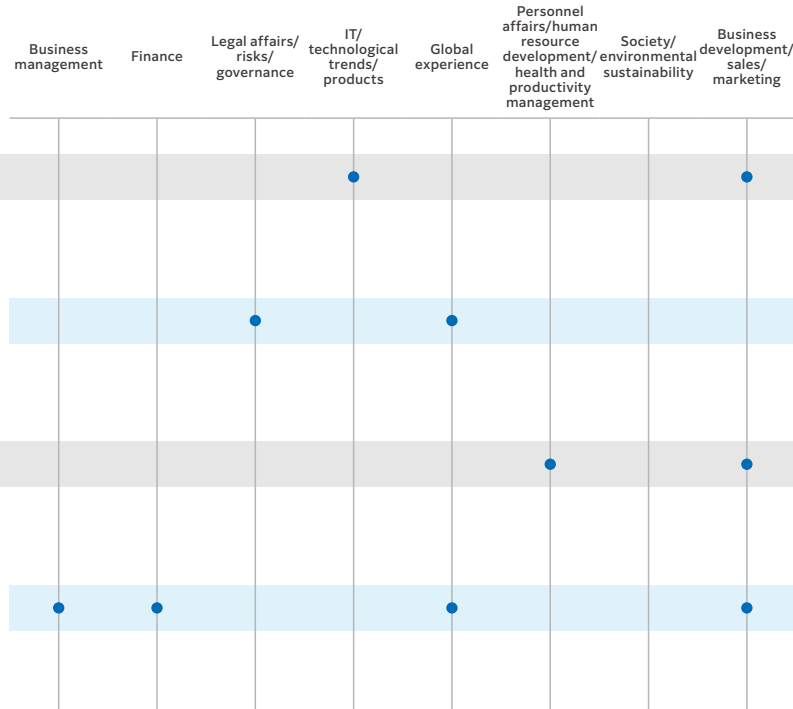 Business
management
Finance
Legal affairs/
risks/
governance
IT/
technological
trends/
products
Global
experience
Personnel
affairs/human
resource
development/
health and
productivity
management
Society/
environmental
sustainability
Business
development/
sales/
marketing